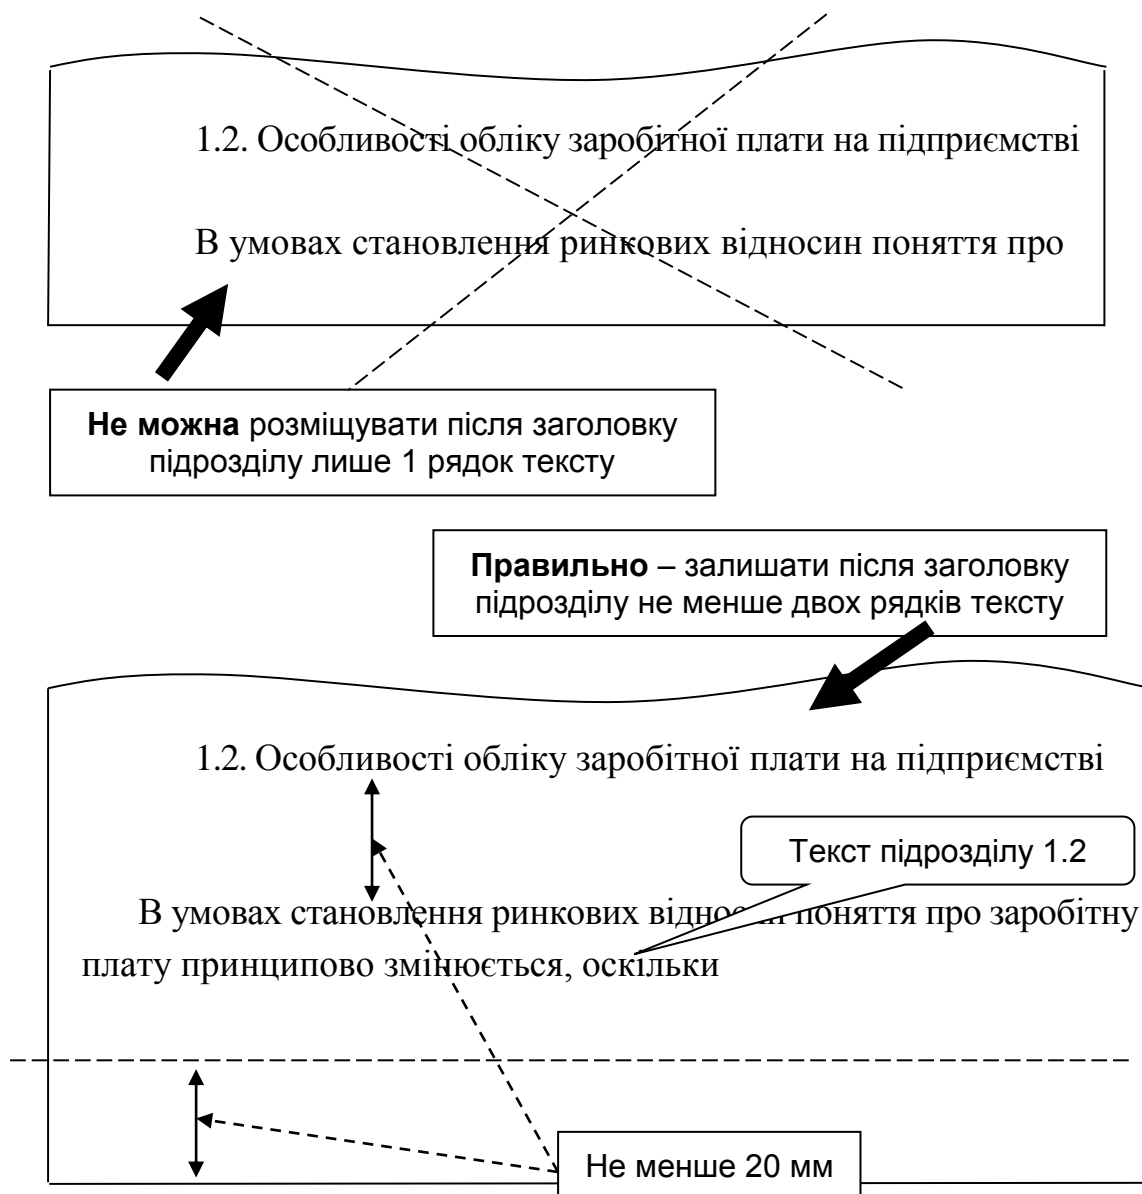 1.2. Особливості обліку заробітної плати на підприємстві
В умовах становлення ринкових відносин поняття про
Не можна розміщувати після заголовку
підрозділу лише 1 рядок тексту
Правильно – залишати після заголовку
підрозділу не менше двох рядків тексту
1.2. Особливості обліку заробітної плати на підприємстві
Текст підрозділу 1.2
В умовах становлення ринкових відносин поняття про заробітну
плату принципово змінюється, оскільки
Не менше 20 мм